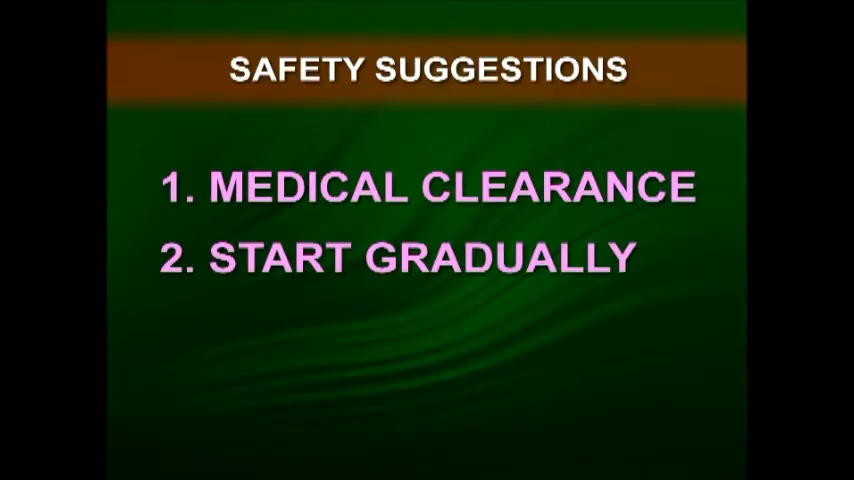 SAFETY SUGGESTIONS
1. MEDICAL CLEARANCE
2. START GRADUALLY